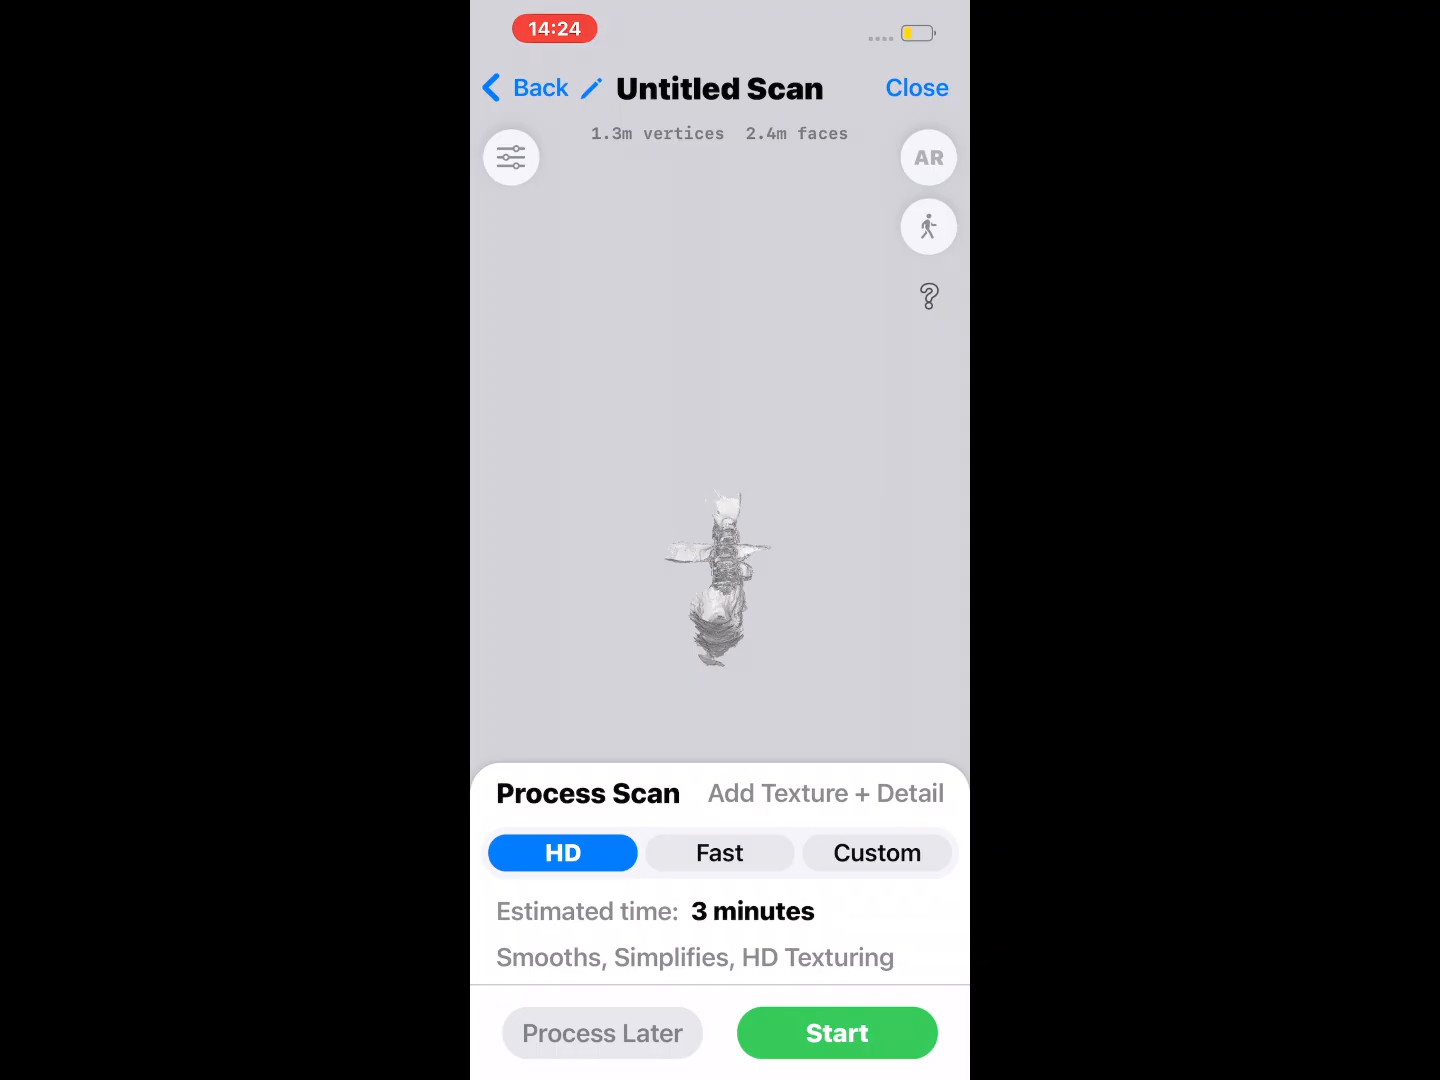 14:24
Back Untitled Scan Close
1.3m vertices 2.4m faces
AR
?
Process Scan Add Texture + Detail
HD Fast Custom
Estimated time: 3 minutes
Smooths, Simplifies, HD Texturing
Process Later Start